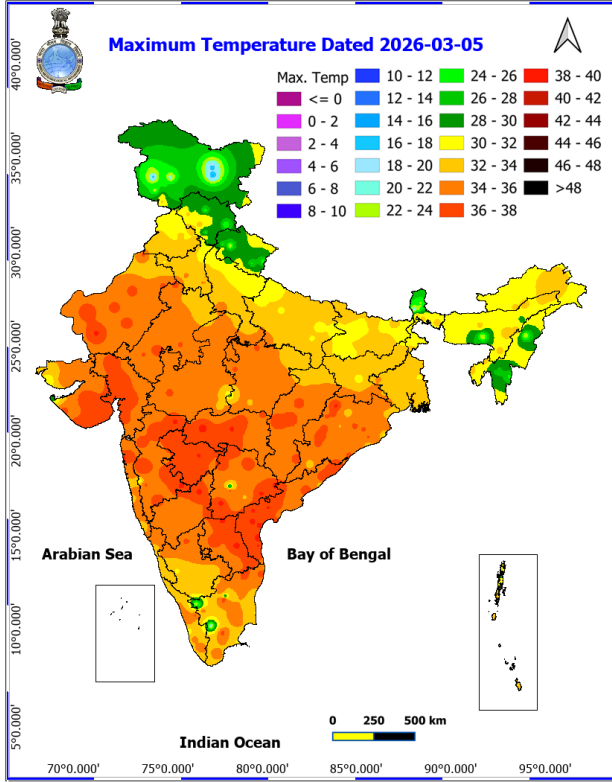 Maximum Temperature Dated 2026-03-05
Max. Temp
<= 0
0 - 2
2 - 4
4 - 6
6 - 8
8 - 10
10 - 12
12 - 14
14 - 16
16 - 18
18 - 20
20 - 22
22 - 24
24 - 26
26 - 28
28 - 30
30 - 32
32 - 34
34 - 36
36 - 38
38 - 40
40 - 42
42 - 44
44 - 46
46 - 48
>48
40°0.000'
35°0.000'
30°0.000'
25°0.000'
20°0.000'
15°0.000'
10°0.000'
5°0.000'
Arabian Sea
Bay of Bengal
Indian Ocean
0 250 500 km
70°0.000' 75°0.000' 80°0.000' 85°0.000' 90°0.000' 95°0.000'